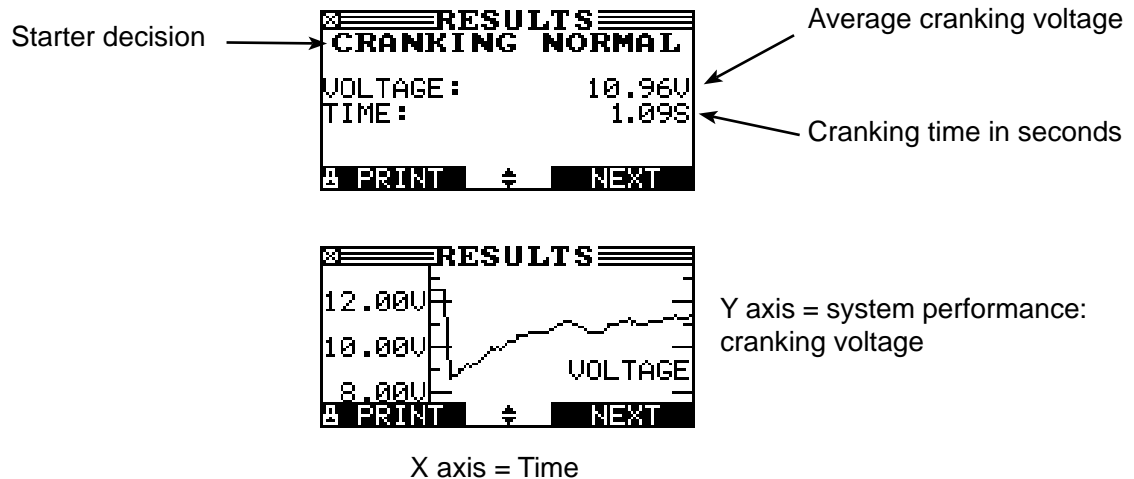 Starter decision
RESULTS
CRANKING NORMAL
VOLTAGE: 10.96V
TIME: 1.09S
PRINT NEXT
Average cranking voltage
Cranking time in seconds
RESULTS
12.00V
10.00V
8.00V
VOLTAGE
PRINT NEXT
Y axis = system performance:
cranking voltage
X axis = Time